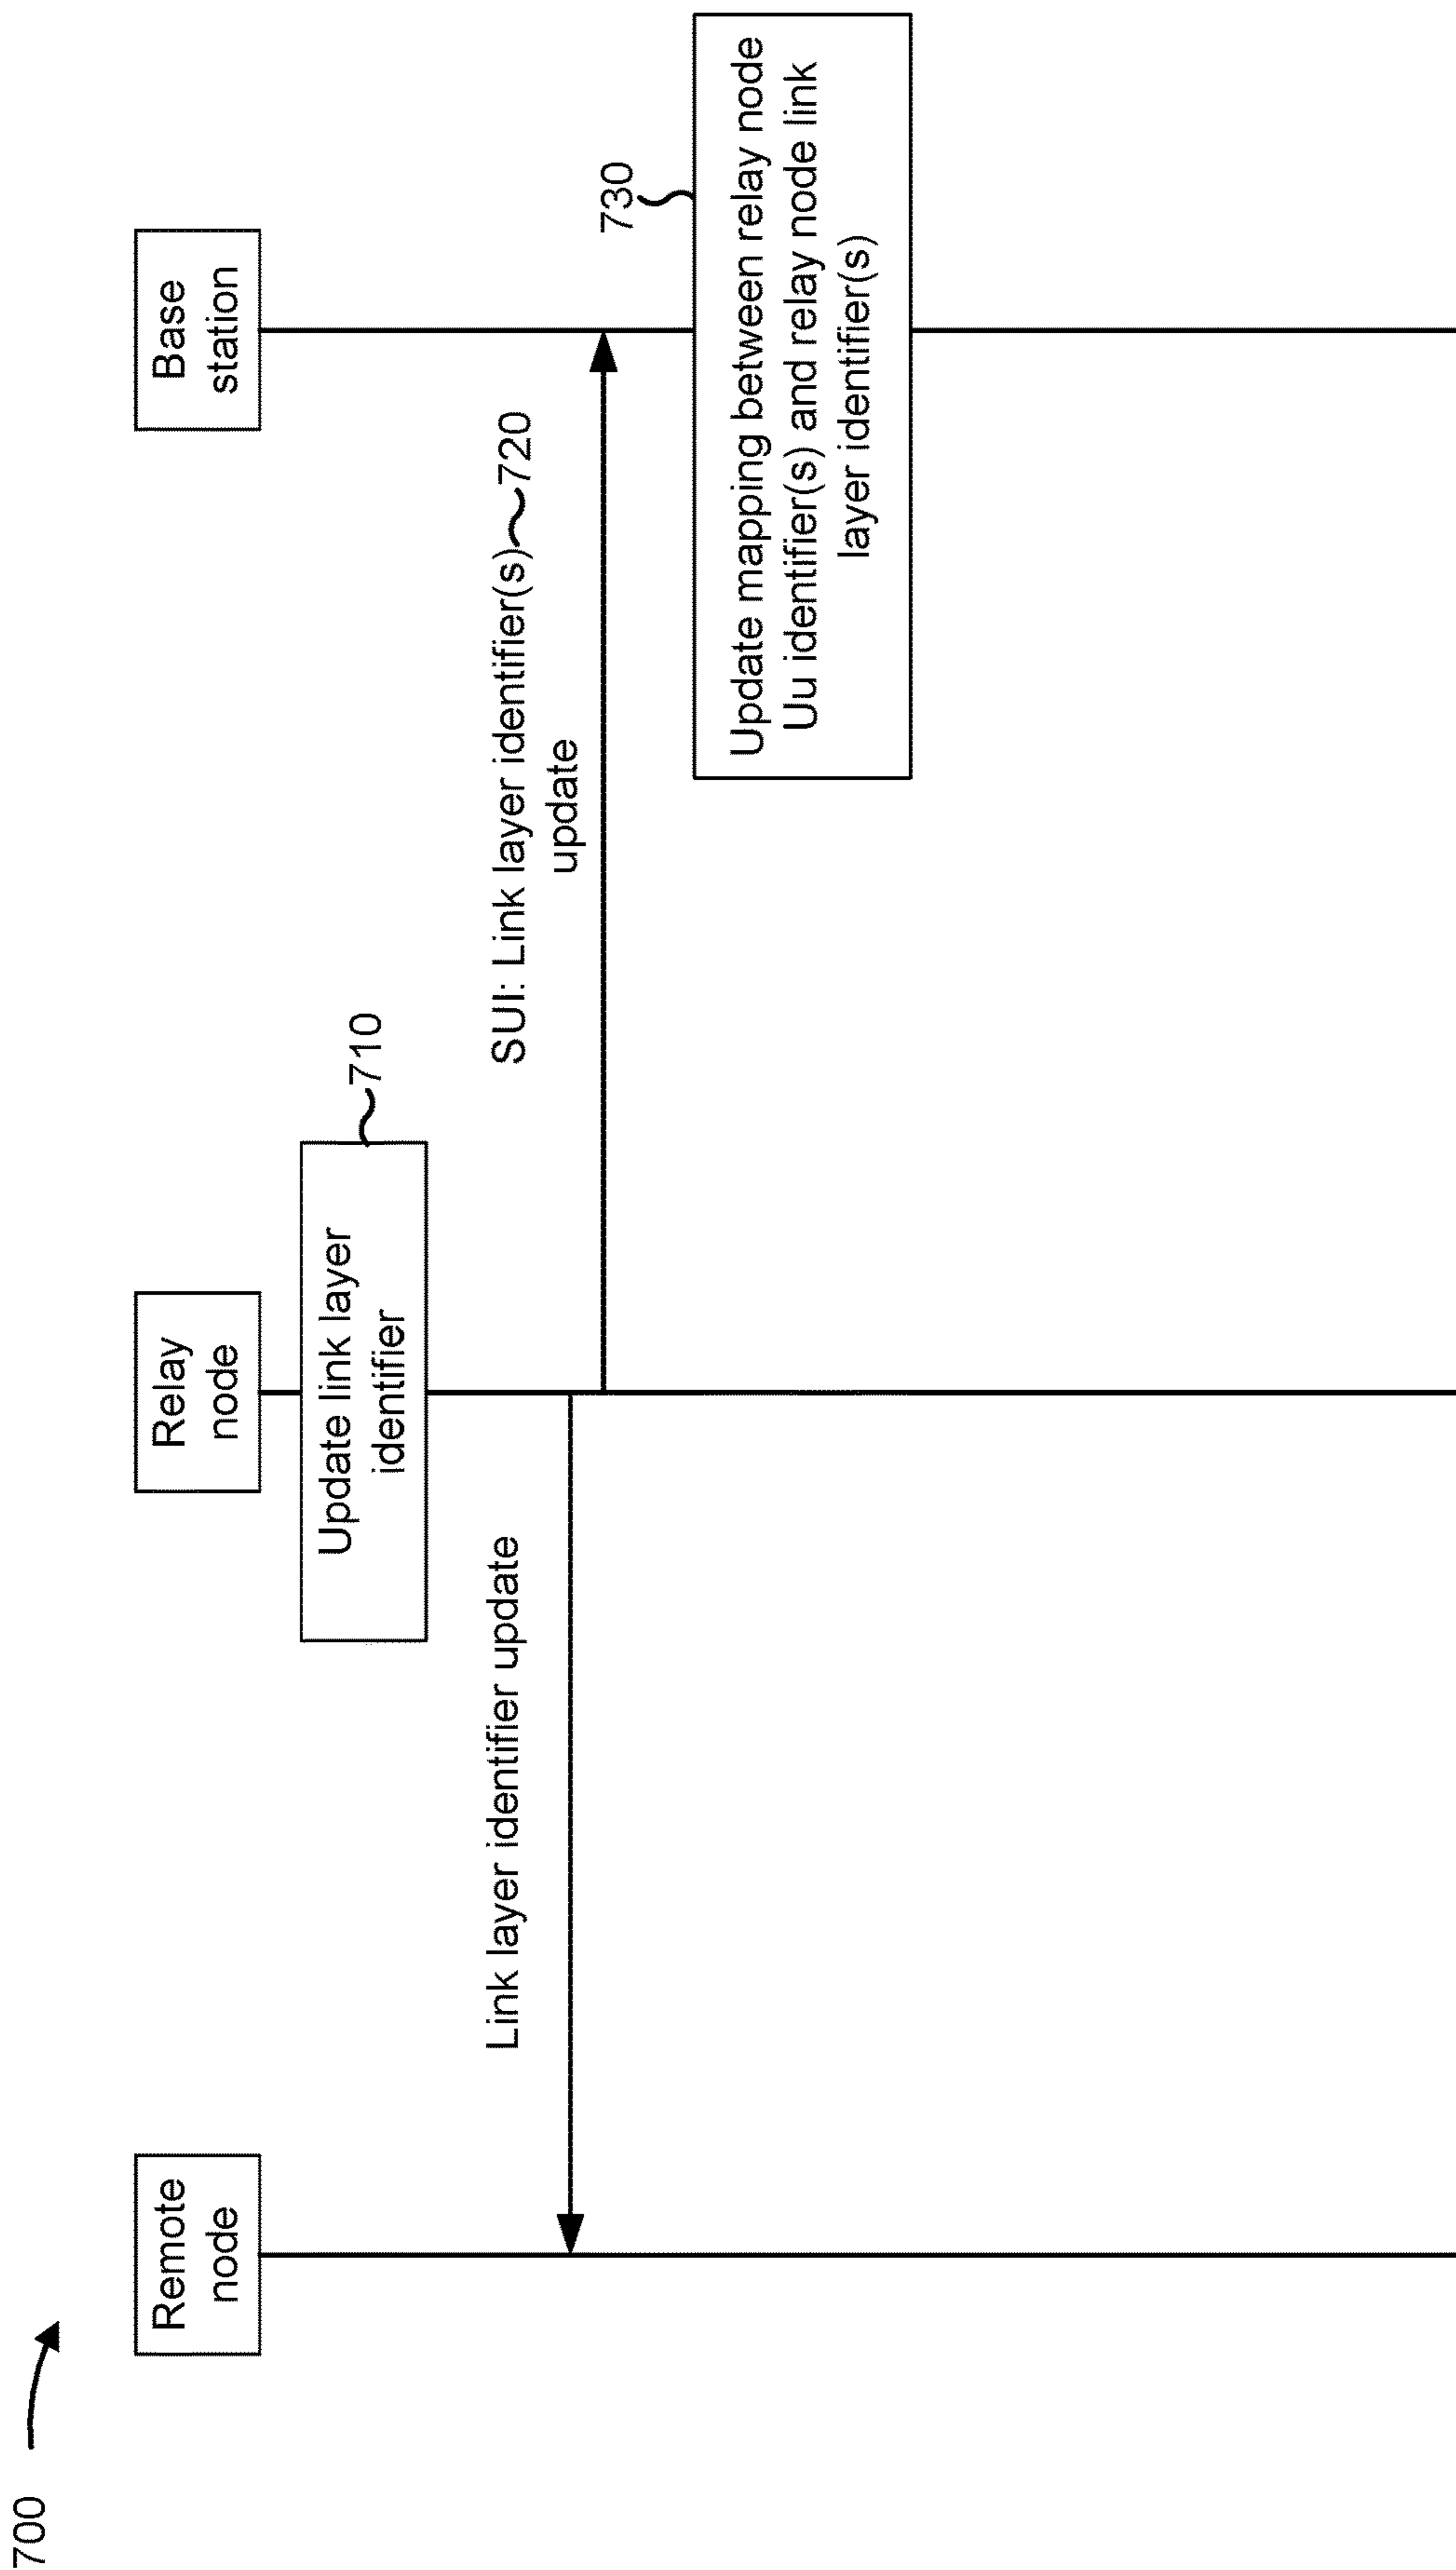 700
Remote
node
Relay
node
Base
station
Update link layer
identifier
710
Link layer identifier update
SUI: Link layer identifier(s)
update
720
730
Update mapping between relay node
Uu identifier(s) and relay node link
layer identifier(s)